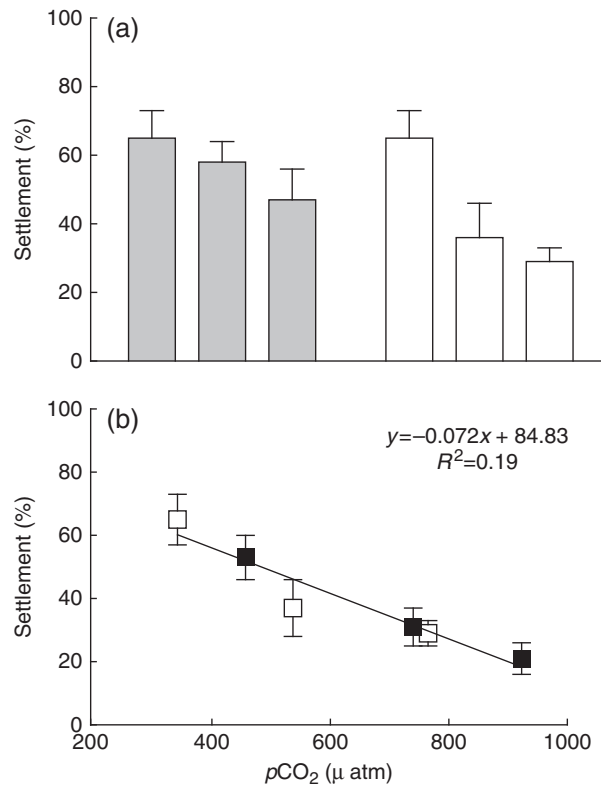 (a)
Settlement (%)
100
80
60
40
20
0
(b)
Settlement (%)
100
80
60
40
20
0
y=−0.072x + 84.83
R²=0.19
200 400 600 800 1000
pCO₂ (μ atm)